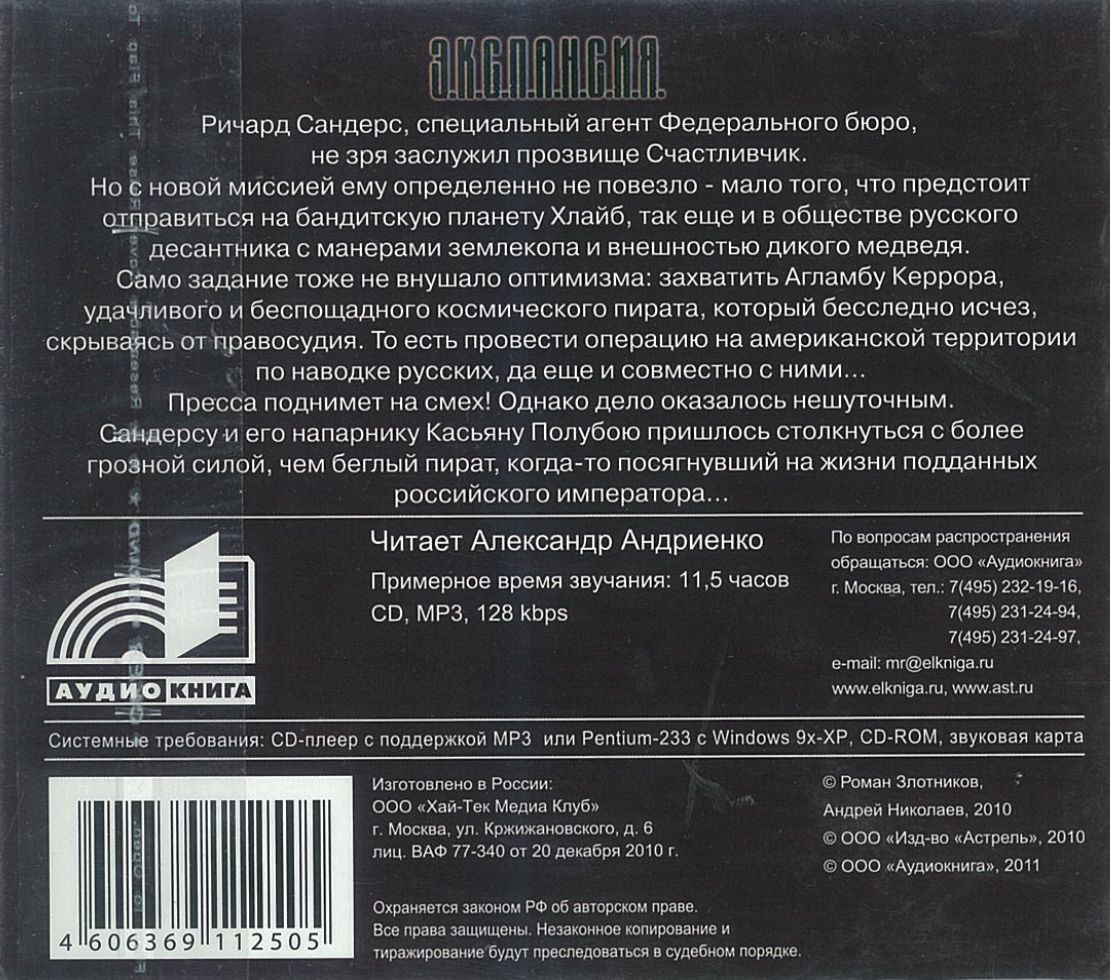 Э.К.С.П.А.Н.С.И.Я.
Ричард Сандерс, специальный агент Федерального бюро,
не зря заслужил прозвище Счастливчик.
Но с новой миссией ему определенно не повезло - мало того, что предстоит
отправиться на бандитскую планету Хлайб, так еще и в обществе русского
десантника с манерами землекопа и внешностью дикого медведя.
Само задание тоже не внушало оптимизма: захватить Агламбу Керрора,
удачливого и беспощадного космического пирата, который бесследно исчез,
скрываясь от правосудия. То есть провести операцию на американской территории
по наводке русских, да еще и совместно с ними...
Пресса поднимет на смех! Однако дело оказалось нешуточным.
Сандерсу и его напарнику Касьяну Полубою пришлось столкнуться с более
грозной силой, чем беглый пират, когда-то посягнувший на жизни подданных
российского императора...
АУДИОКНИГА
Читает Александр Андриенко
Примерное время звучания: 11,5 часов
CD, MP3, 128 kbps
По вопросам распространения
обращаться: ООО «Аудиокнига»
г. Москва, тел.: 7(495) 232-19-16,
7(495) 231-24-94,
7(495) 231-24-97,
e-mail: mr@elkniga.ru
www.elkniga.ru, www.ast.ru
Системные требования: CD-плеер с поддержкой MP3 или Pentium-233 с Windows 9x-XP, CD-ROM, звуковая карта
4 606369 112505
Изготовлено в России:
ООО «Хай-Тек Медиа Клуб»
г. Москва, ул. Кржижановского, д. 6
лиц. ВАФ 77-340 от 20 декабря 2010 г.
Охраняется законом РФ об авторском праве.
Все права защищены. Незаконное копирование и
тиражирование будут преследоваться в судебном порядке.
© Роман Злотников,
Андрей Николаев, 2010
© ООО «Изд-во «Астрель», 2010
© ООО «Аудиокнига», 2011